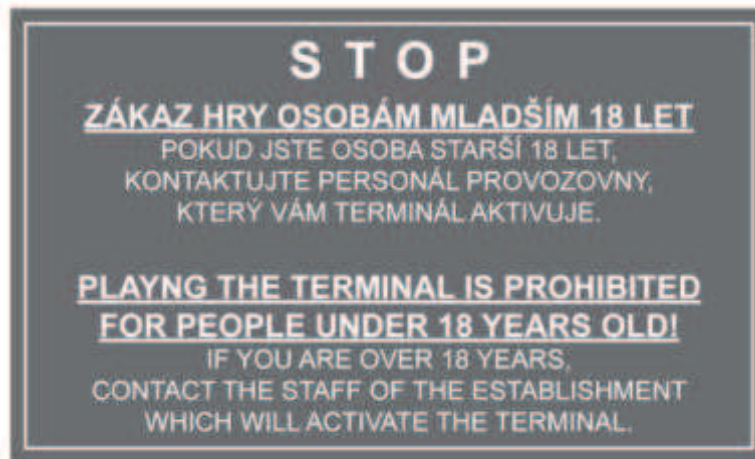 S T O P
ZÁKAZ HRY OSOBÁM MLADŠÍM 18 LET
POKUD JSTE OSOBA STARŠÍ 18 LET,
KONTAKTUJTE PERSONÁL PROVOZOVNY,
KTERÝ VÁM TERMINÁL AKTIVUJE.
PLAYNG THE TERMINAL IS PROHIBITED
FOR PEOPLE UNDER 18 YEARS OLD!
IF YOU ARE OVER 18 YEARS,
CONTACT THE STAFF OF THE ESTABLISHMENT
WHICH WILL ACTIVATE THE TERMINAL.